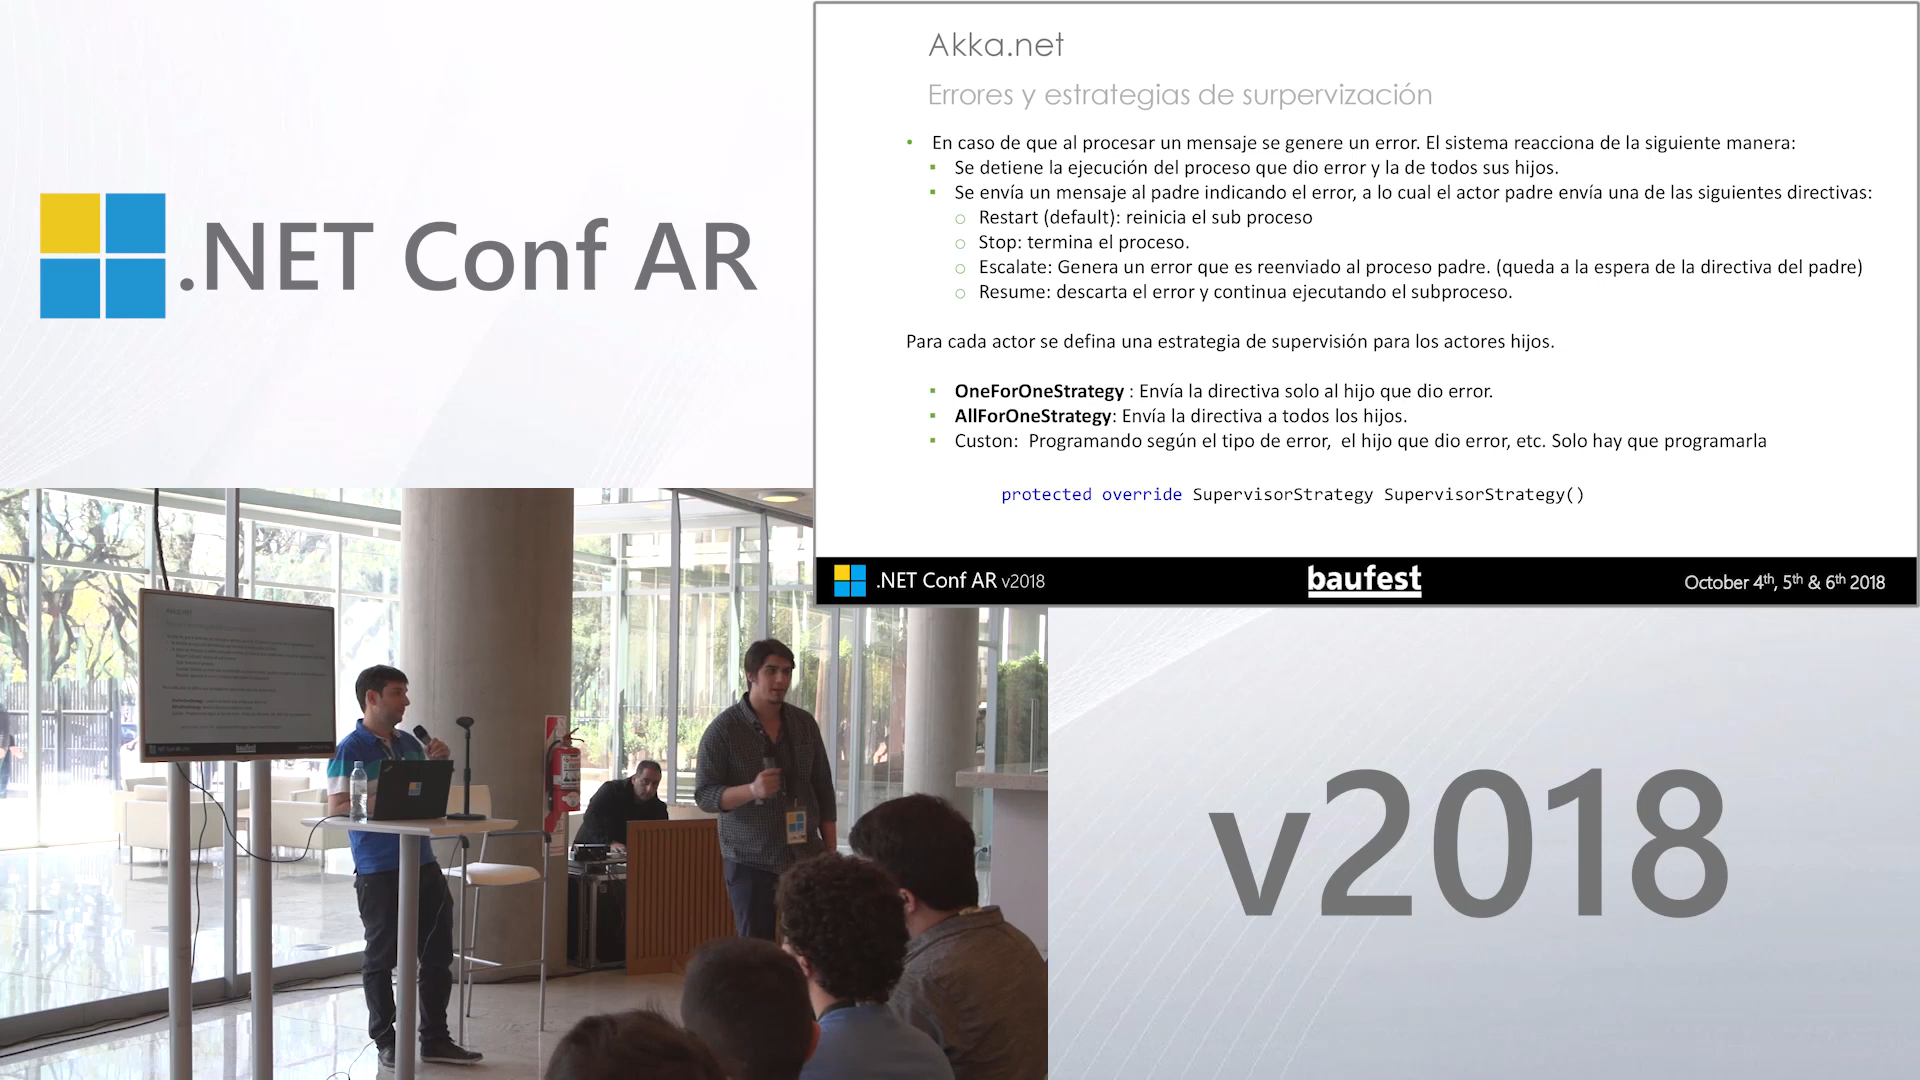 .NET Conf AR
Akka.net
Errores y estrategias de surpervización
• En caso de que al procesar un mensaje se genere un error. El sistema reacciona de la siguiente manera:
▪ Se detiene la ejecución del proceso que dio error y la de todos sus hijos.
▪ Se envía un mensaje al padre indicando el error, a lo cual el actor padre envía una de las siguientes directivas:
o Restart (default): reinicia el sub proceso
o Stop: termina el proceso.
o Escalate: Genera un error que es reenviado al proceso padre. (queda a la espera de la directiva del padre)
o Resume: descarta el error y continua ejecutando el subproceso.
Para cada actor se defina una estrategia de supervisión para los actores hijos.
▪ OneForOneStrategy : Envía la directiva solo al hijo que dio error.
▪ AllForOneStrategy: Envía la directiva a todos los hijos.
▪ Custon: Programando según el tipo de error, el hijo que dio error, etc. Solo hay que programarla
protected override SupervisorStrategy SupervisorStrategy()
.NET Conf AR v2018
baufest
October 4th, 5th & 6th 2018
baufest
v2018